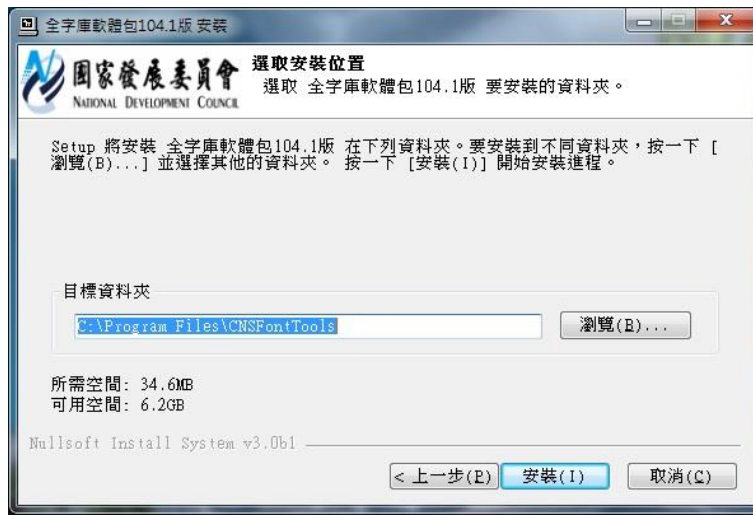 全字庫軟體包104.1版 安裝
國家發展委員會
NATIONAL DEVELOPMENT COUNCIL
選取安裝位置
選取 全字庫軟體包104.1版 要安裝的資料夾。
Setup 將安裝 全字庫軟體包104.1版 在下列資料夾。要安裝到不同資料夾，按一下 [
瀏覽(B)...] 並選擇其他的資料夾。 按一下 [安裝(I)] 開始安裝進程。
目標資料夾
C:\Program Files\CNSFontTools
瀏覽(B)...
所需空間: 34.6MB
可用空間: 6.2GB
Nullsoft Install System v3.0b1
< 上一步(P)
安裝(I)
取消(C)